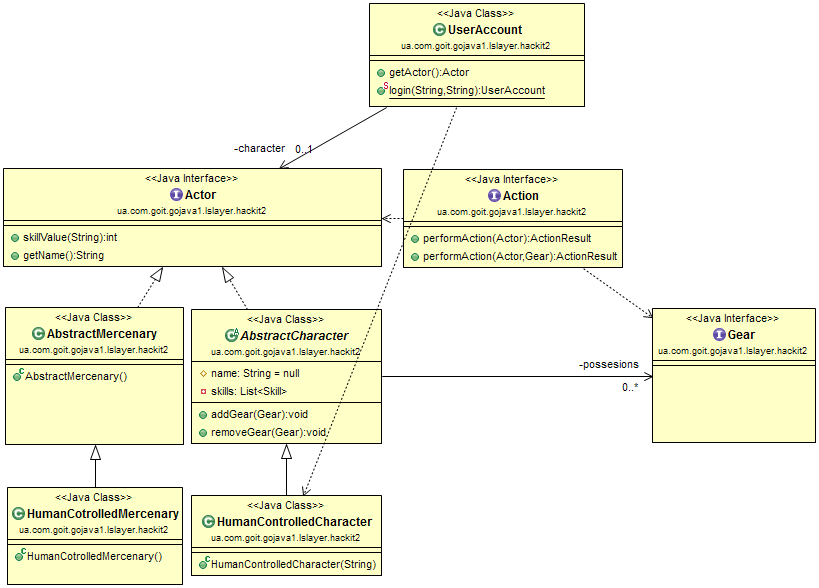 <<Java Class>>
UserAccount
ua.com.goit.gojava1.lslayer.hackit2
getActor():Actor
login(String,String):UserAccount
-character 0..1
<<Java Interface>>
Actor
ua.com.goit.gojava1.lslayer.hackit2
skillValue(String):int
getName():String
<<Java Interface>>
Action
ua.com.goit.gojava1.lslayer.hackit2
performAction(Actor):ActionResult
performAction(Actor,Gear):ActionResult
<<Java Class>>
AbstractMercenary
ua.com.goit.gojava1.lslayer.hackit2
AbstractMercenary()
<<Java Class>>
AbstractCharacter
ua.com.goit.gojava1.lslayer.hackit2
name: String = null
skills: List<Skill>
addGear(Gear):void
removeGear(Gear):void
-possesions
0..*
<<Java Interface>>
Gear
ua.com.goit.gojava1.lslayer.hackit2
<<Java Class>>
HumanCotrolledMercenary
ua.com.goit.gojava1.lslayer.hackit2
HumanCotrolledMercenary()
<<Java Class>>
HumanControlledCharacter
ua.com.goit.gojava1.lslayer.hackit2
HumanControlledCharacter(String)